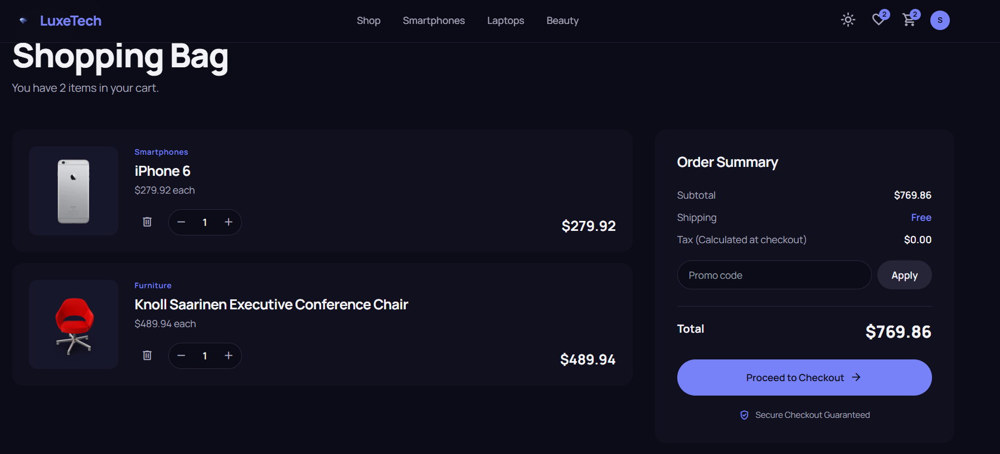 LuxeTech
Shop Smartphones Laptops Beauty
2 2 S
Shopping Bag
You have 2 items in your cart.
Smartphones
iPhone 6
$279.92 each
1
$279.92
Furniture
Knoll Saarinen Executive Conference Chair
$489.94 each
1
$489.94
Order Summary
Subtotal $769.86
Shipping Free
Tax (Calculated at checkout) $0.00
Promo code Apply
Total $769.86
Proceed to Checkout →
Secure Checkout Guaranteed